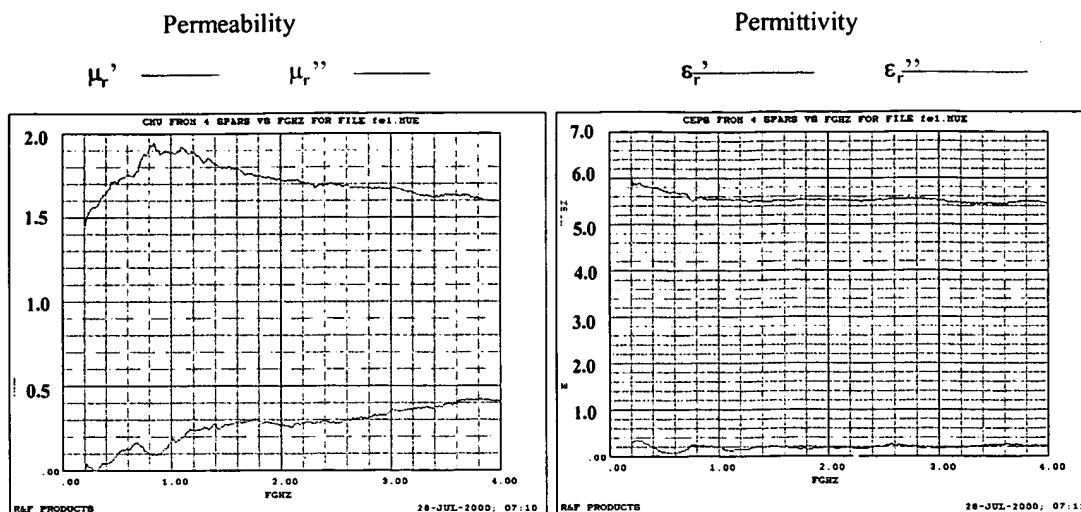 Permeability
μr' μr''
CMU FROM 4 SPARS VS FGHZ FOR FILE fe1.MUE
2.0
1.5
1.0
0.5
.00
.00 1.00 2.00 3.00 4.00
FGHZ
R&F PRODUCTS 28-JUL-2000; 07:10
Permittivity
εr' εr''
CEPS FROM 4 SPARS VS FGHZ FOR FILE fe1.MUE
7.0
6.0
5.0
4.0
3.0
2.0
1.0
.00
.00 1.00 2.00 3.00 4.00
FGHZ
R&F PRODUCTS 28-JUL-2000; 07:11